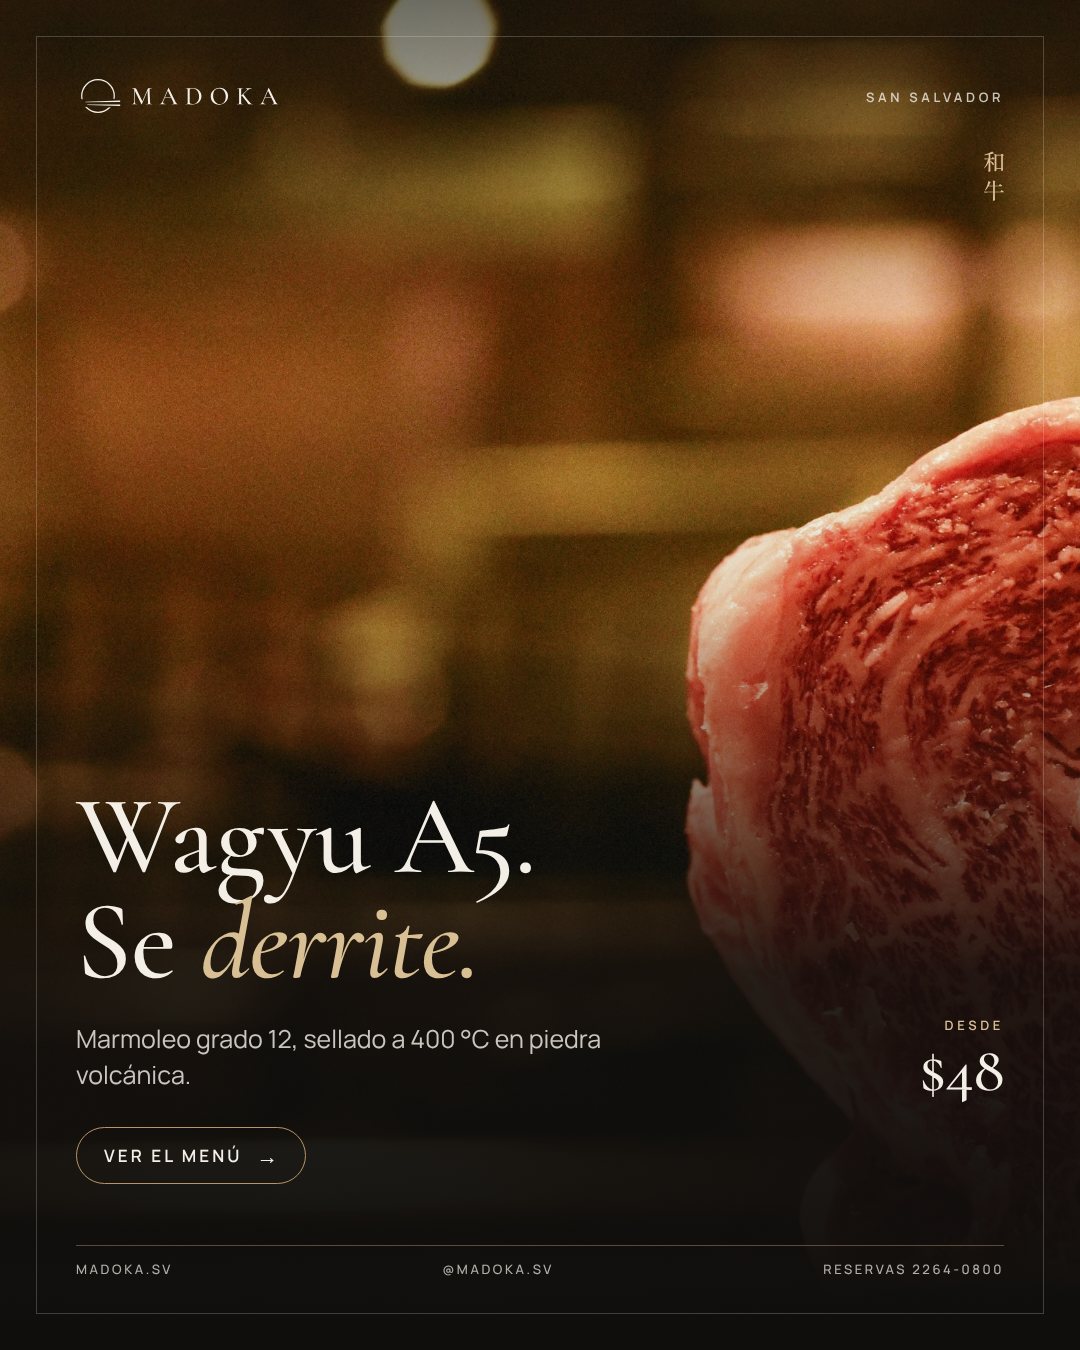 MADOKA
SAN SALVADOR
和牛
Wagyu A5.
Se derrite.
Marmoleo grado 12, sellado a 400 °C en piedra
volcánica.
DESDE
$48
VER EL MENÚ →
MADOKA.SV
@MADOKA.SV
RESERVAS 2264-0800